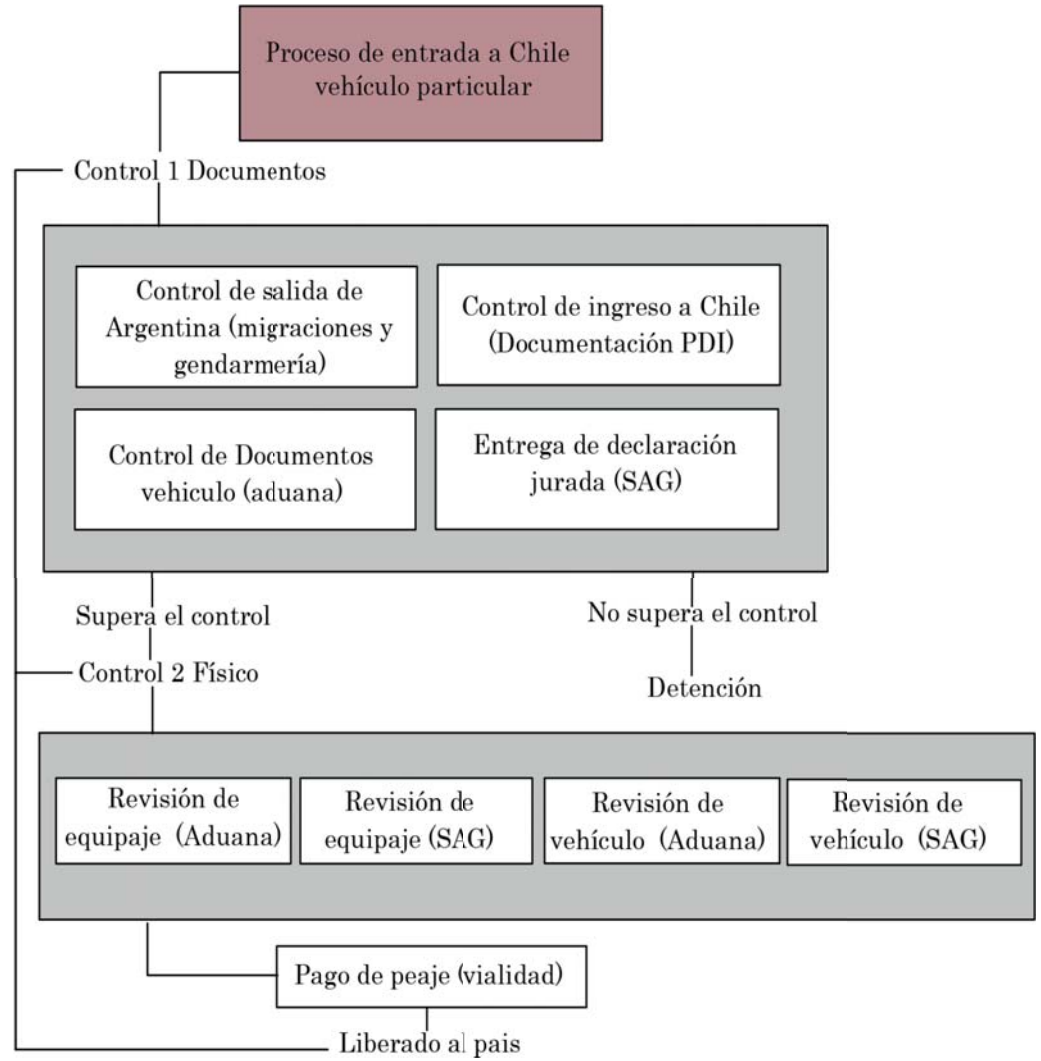 Proceso de entrada a Chile
vehículo particular
Control 1 Documentos
Control de salida de
Argentina (migraciones y
gendarmería)
Control de ingreso a Chile
(Documentación PDI)
Control de Documentos
vehiculo (aduana)
Entrega de declaración
jurada (SAG)
Supera el control
No supera el control
Control 2 Físico
Detención
Revisión de
equipaje (Aduana)
Revisión de
equipaje (SAG)
Revisión de
vehículo (Aduana)
Revisión de
vehículo (SAG)
Pago de peaje (vialidad)
Liberado al pais